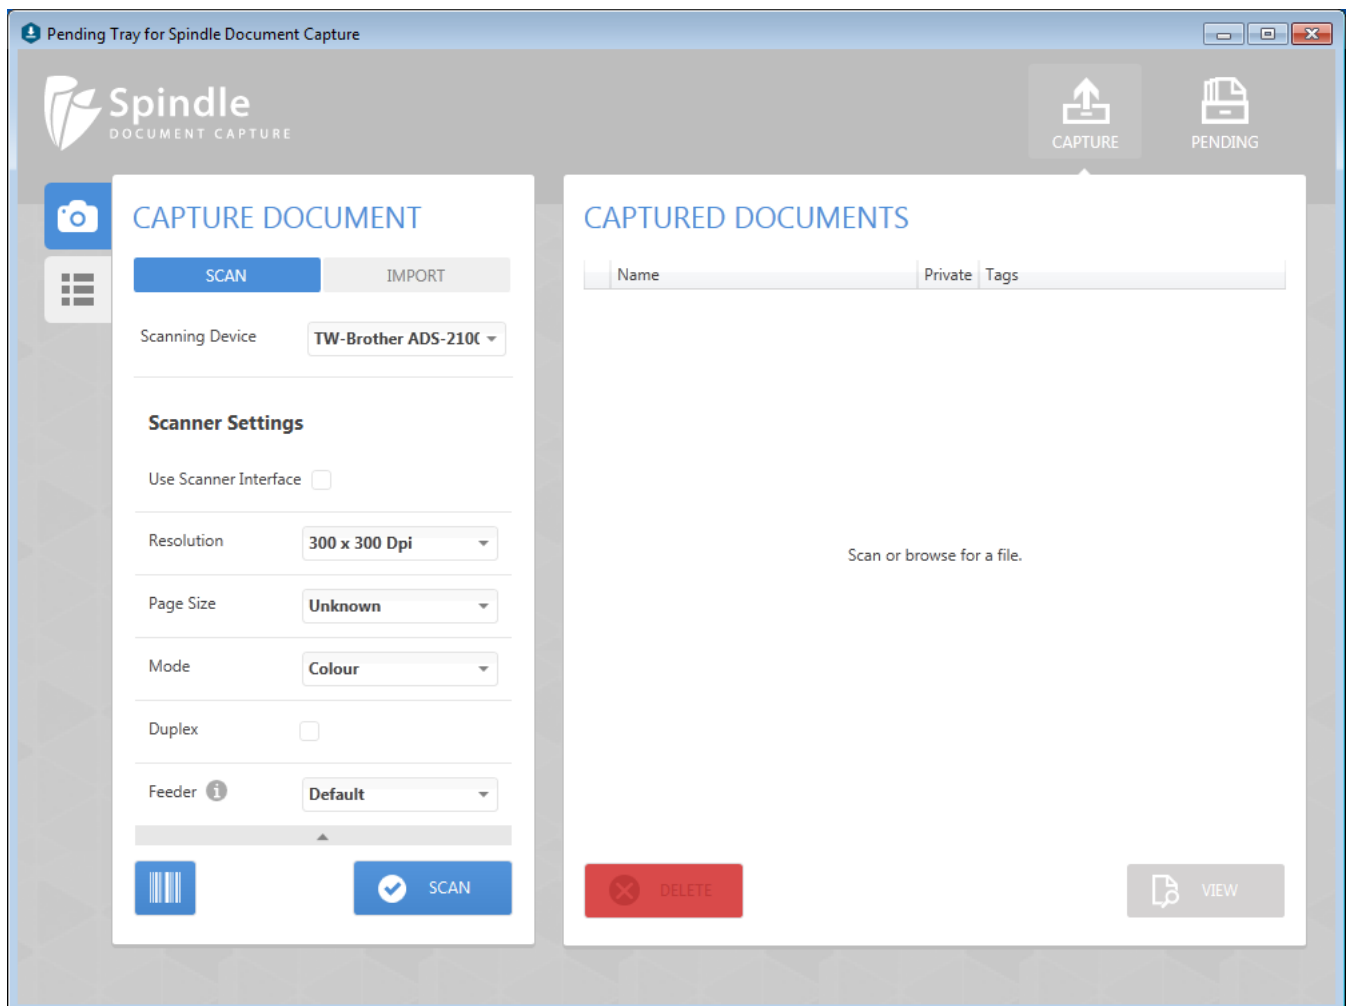 Pending Tray for Spindle Document Capture
Spindle
DOCUMENT CAPTURE
CAPTURE
PENDING
CAPTURE DOCUMENT
SCAN
IMPORT
Scanning Device
TW-Brother ADS-210
Scanner Settings
Use Scanner Interface
Resolution
300 x 300 Dpi
Page Size
Unknown
Mode
Colour
Duplex
Feeder
Default
SCAN
CAPTURED DOCUMENTS
Name
Private
Tags
Scan or browse for a file.
DELETE
VIEW